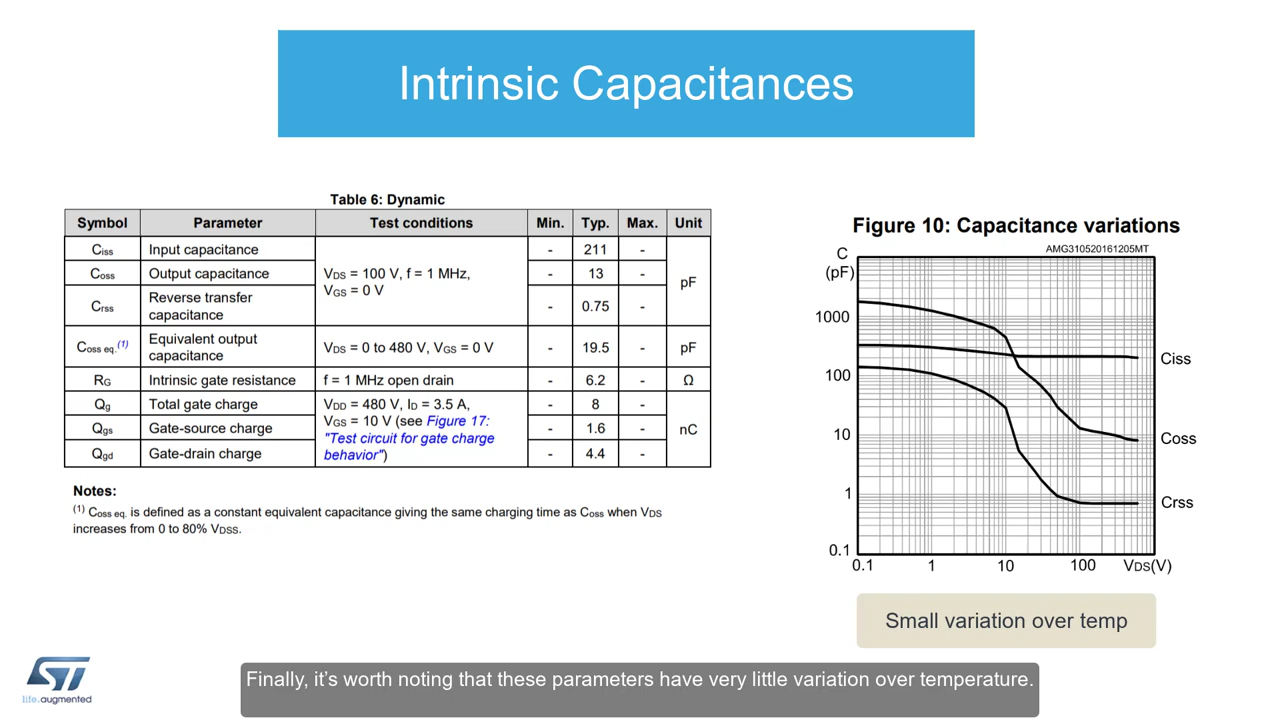 Intrinsic Capacitances
Table 6: Dynamic
Symbol Parameter Test conditions Min. Typ. Max. Unit
Ciss Input capacitance VDS = 100 V, f = 1 MHz, VGS = 0 V - 211 - pF
Coss Output capacitance - 13 -
Crss Reverse transfer capacitance - 0.75 -
Coss eq.(1) Equivalent output capacitance VDS = 0 to 480 V, VGS = 0 V - 19.5 - pF
RG Intrinsic gate resistance f = 1 MHz open drain - 6.2 - Ω
Qg Total gate charge VDD = 480 V, ID = 3.5 A, VGS = 10 V (see Figure 17: "Test circuit for gate charge behavior") - 8 - nC
Qgs Gate-source charge - 1.6 -
Qgd Gate-drain charge - 4.4 -
Notes:
(1) Coss eq. is defined as a constant equivalent capacitance giving the same charging time as Coss when VDS
increases from 0 to 80% VDSS.
Figure 10: Capacitance variations
AMG310520161205MT
C
(pF)
1000
100
10
1
0.1
0.1 1 10 100 VDS(V)
Ciss
Coss
Crss
Small variation over temp
ST
life.augmented
Finally, it’s worth noting that these parameters have very little variation over temperature.